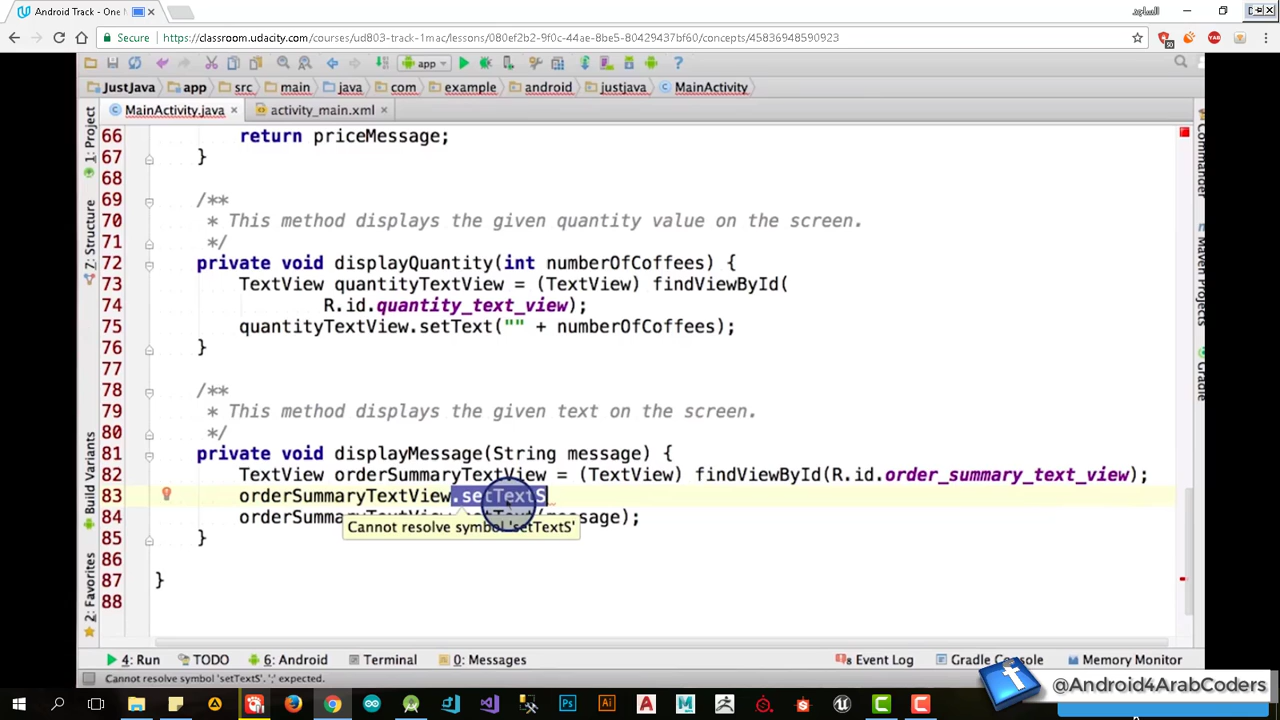 Android Track - One M
الساوند
Secure
https://classroom.udacity.com/courses/ud803-track-1mac/lessons/080ef2b2-9f0c-44ae-8be5-80429437bf60/concepts/45836948590923
app
JustJava app src main java com example android justjava MainActivity
MainActivity.java activity_main.xml
1: Project
7: Structure
Build Variants
2: Favorites
66 return priceMessage;
67 }
68
69 /**
70 * This method displays the given quantity value on the screen.
71 */
72 private void displayQuantity(int numberOfCoffees) {
73 TextView quantityTextView = (TextView) findViewById(
74 R.id.quantity_text_view);
75 quantityTextView.setText("" + numberOfCoffees);
76 }
77
78 /**
79 * This method displays the given text on the screen.
80 */
81 private void displayMessage(String message) {
82 TextView orderSummaryTextView = (TextView) findViewById(R.id.order_summary_text_view);
83 orderSummaryTextView.setTextS
84 message);
Cannot resolve symbol 'setTextS'
85 }
86
87 }
88
Commander
Maven Projects
Gradle
4: Run TODO 6: Android Terminal 0: Messages Event Log Gradle Console Memory Monitor
Cannot resolve symbol 'setTextS'. ';' expected.
@Android4ArabCoders